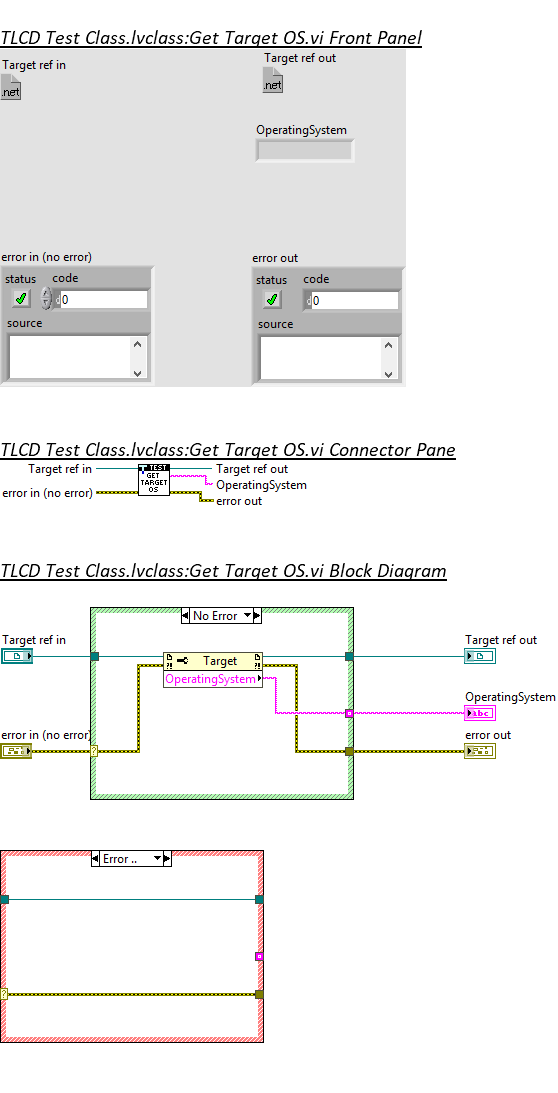 TLCD Test Class.lvclass:Get Target OS.vi Front Panel
Target ref in
Target ref out
.net
.net
OperatingSystem
error in (no error)
error out
status code
status code
0
0
source
source
TLCD Test Class.lvclass:Get Target OS.vi Connector Pane
Target ref in
TEST
GET
TARGET
OS
Target ref out
OperatingSystem
error in (no error)
error out
TLCD Test Class.lvclass:Get Target OS.vi Block Diagram
No Error
Target ref in
Target ref out
Target
OperatingSystem
OperatingSystem
abc
error in (no error)
error out
?
Error ..
?